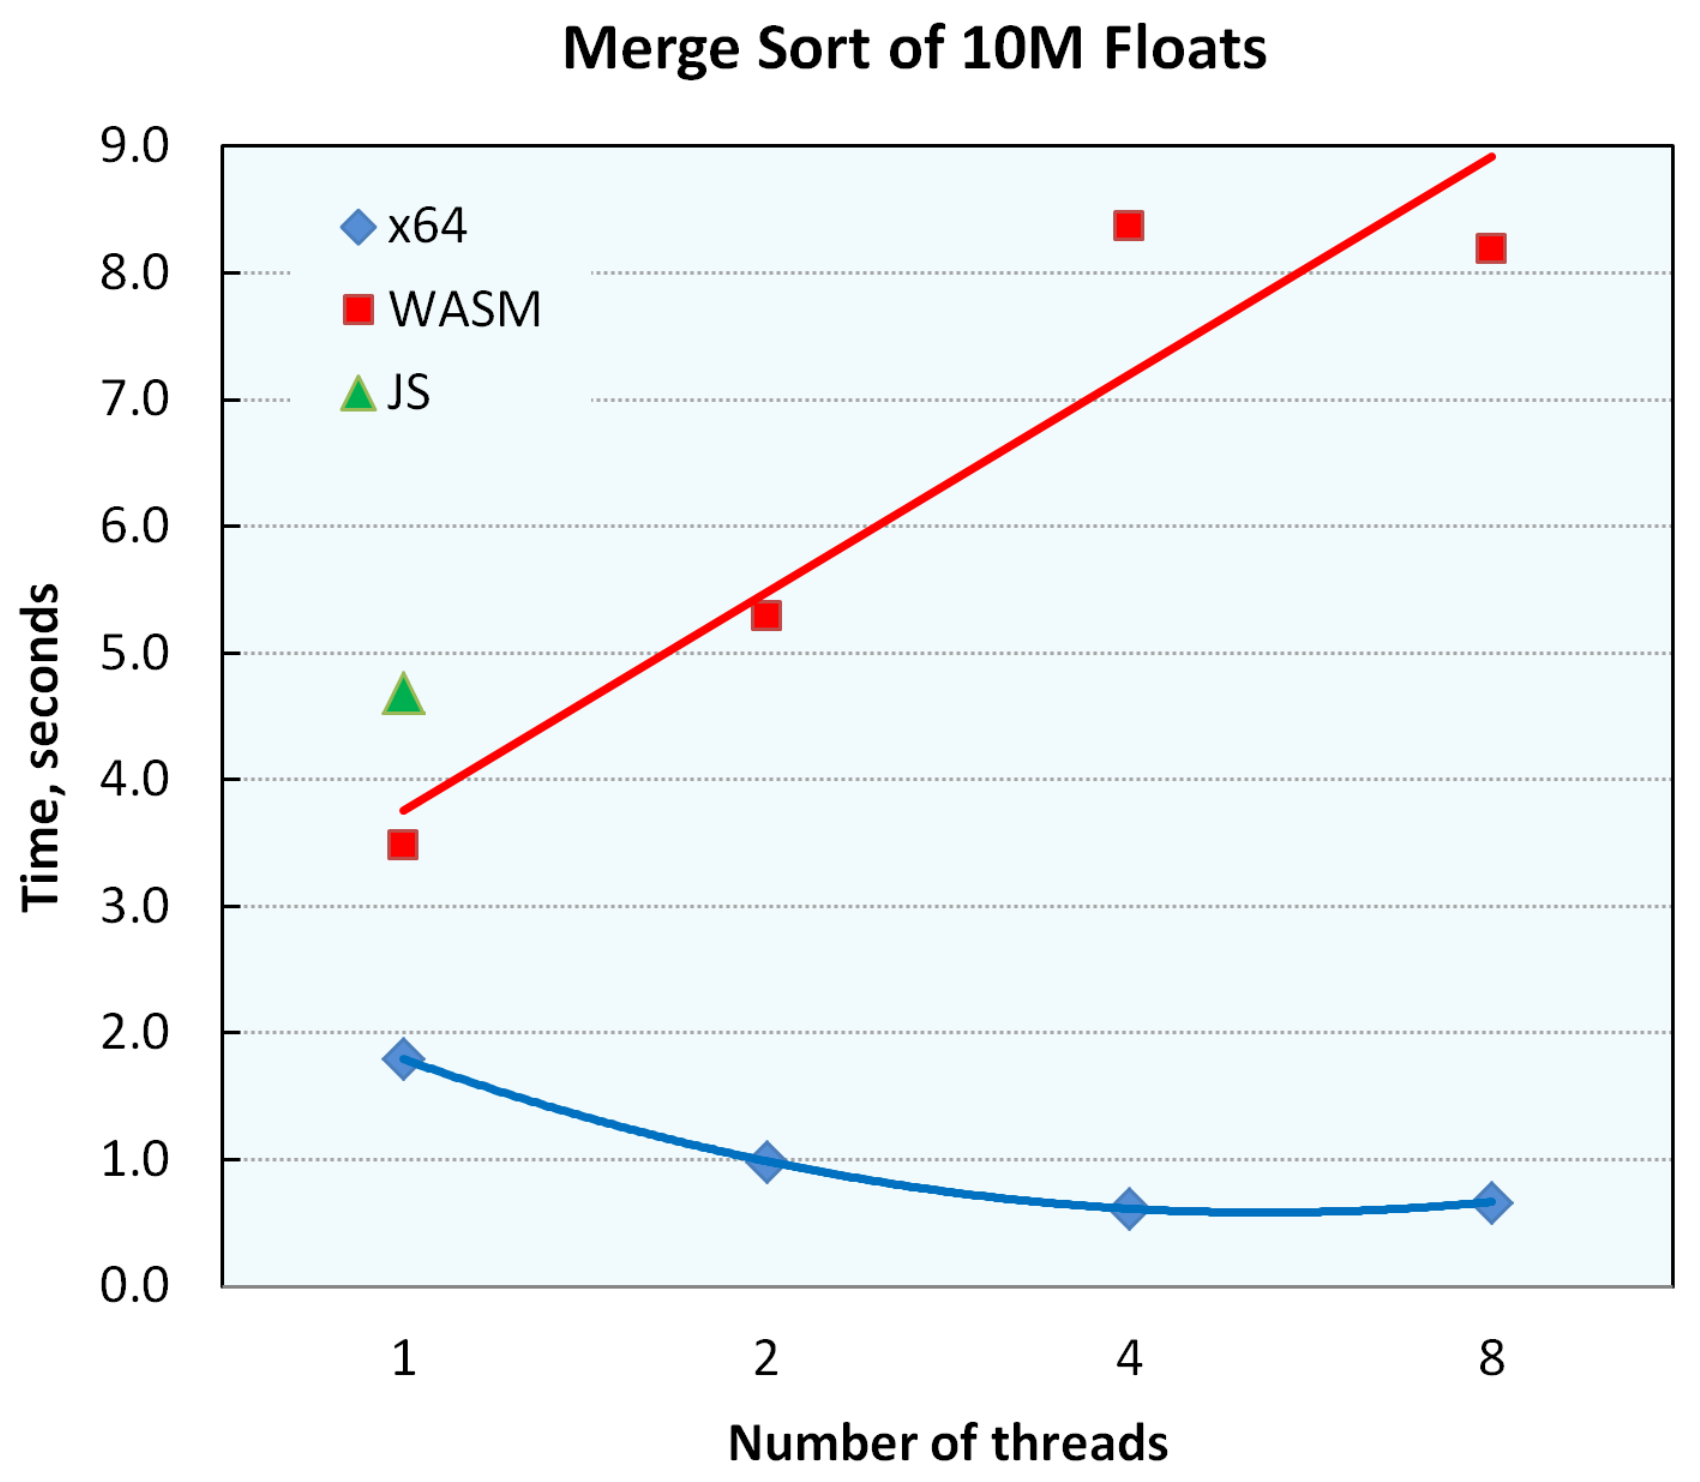 Merge Sort of 10M Floats
9.0
8.0
7.0
6.0
5.0
4.0
3.0
2.0
1.0
0.0
x64
WASM
JS
Time, seconds
1 2 4 8
Number of threads